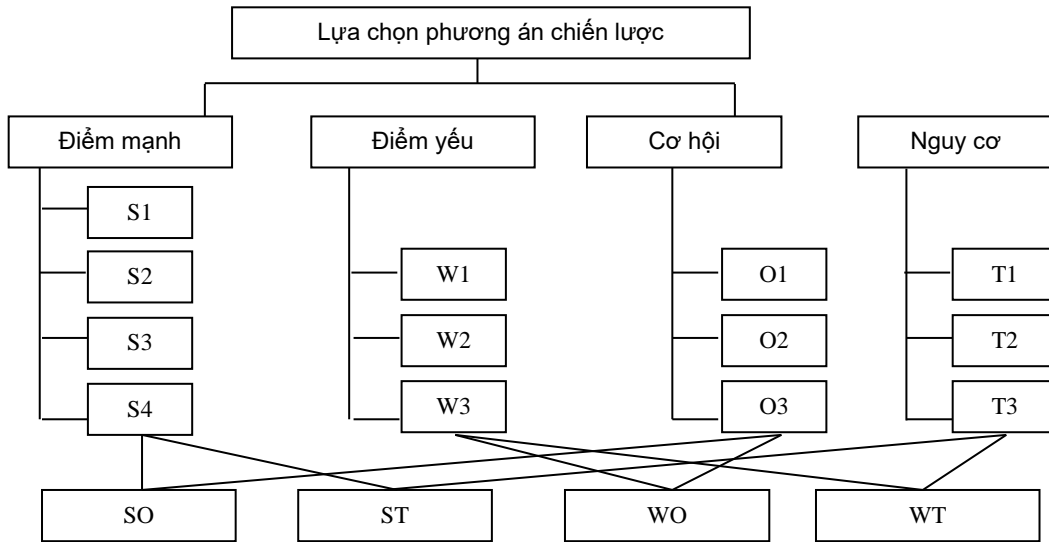 Lựa chọn phương án chiến lược
Điểm mạnh
Điểm yếu
Cơ hội
Nguy cơ
S1
S2
W1
O1
T1
S3
W2
O2
T2
S4
W3
O3
T3
SO
ST
WO
WT